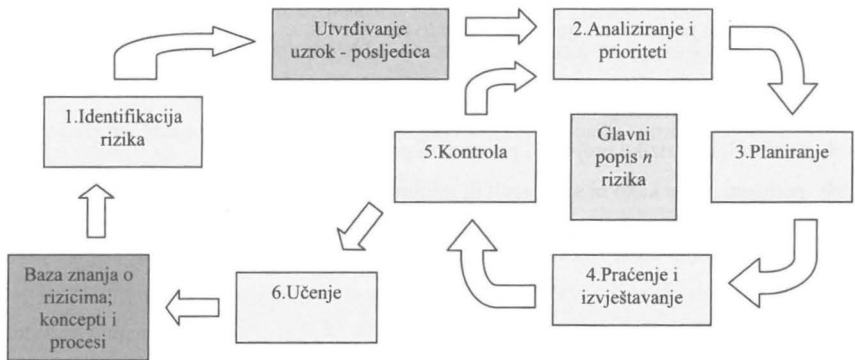 Utvrđivanje
uzrok - posljedica
2.Analiziranje i
prioriteti
1.Identifikacija
rizika
5.Kontrola
Glavni
popis n
rizika
3.Planiranje
Baza znanja o
rizicima;
koncepti i
procesi
6.Učenje
4.Praćenje i
izvještavanje